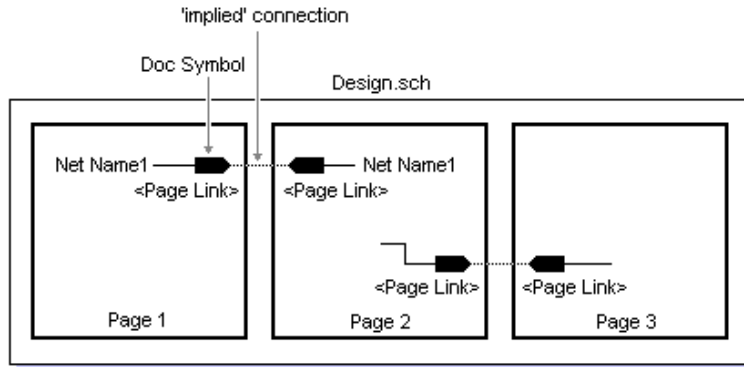 'implied' connection
Doc Symbol
Design.sch
Net Name1
Net Name1
<Page Link>
<Page Link>
<Page Link>
<Page Link>
Page 1
Page 2
Page 3